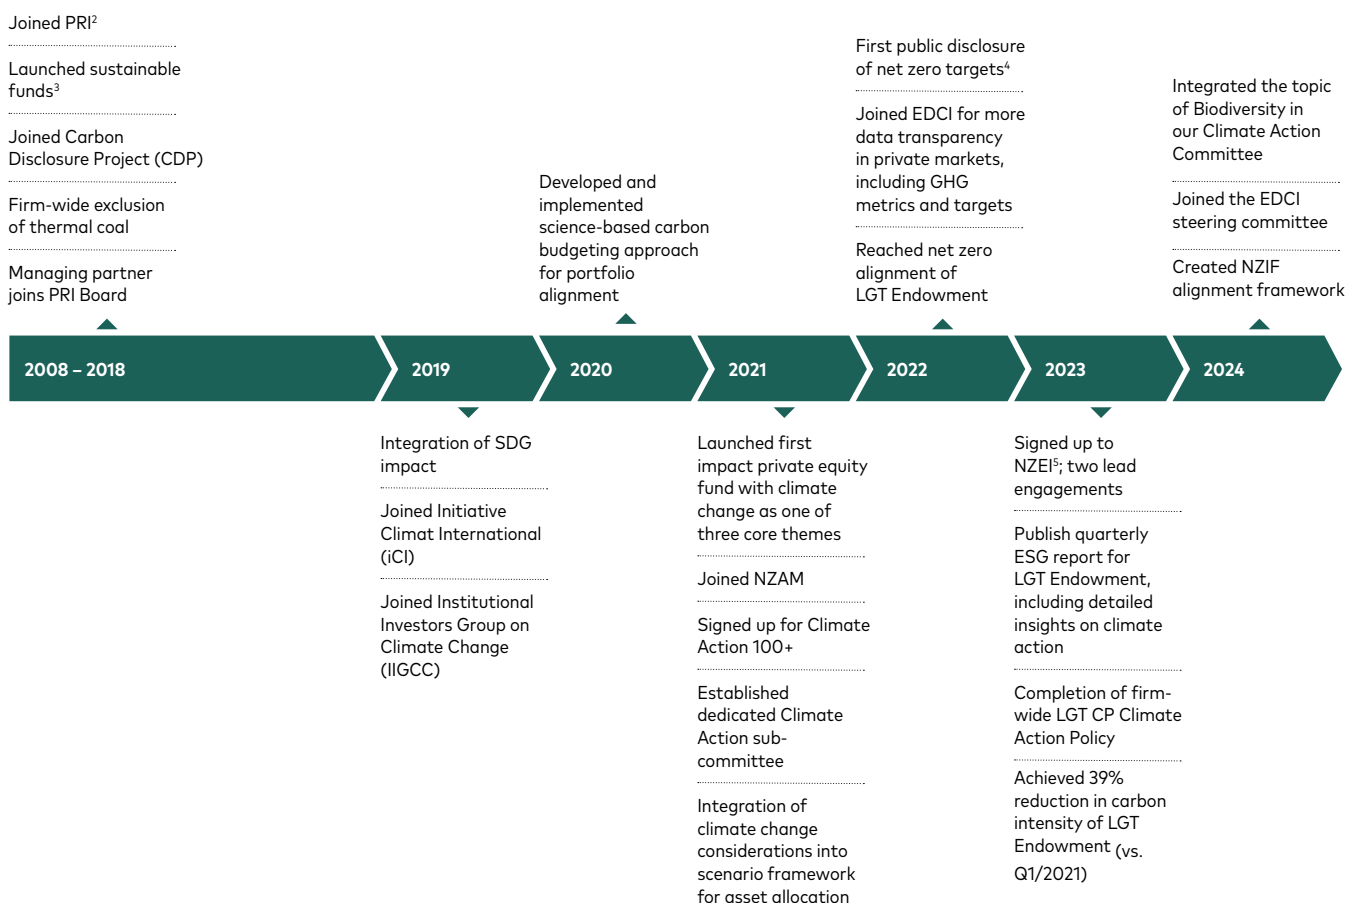 Joined PRI²
Launched sustainable
funds³
Joined Carbon
Disclosure Project (CDP)
Firm-wide exclusion
of thermal coal
Managing partner
joins PRI Board
Developed and
implemented
science-based carbon
budgeting approach
for portfolio
alignment
First public disclosure
of net zero targets⁴
Joined EDCI for more
data transparency
in private markets,
including GHG
metrics and targets
Reached net zero
alignment of
LGT Endowment
Integrated the topic
of Biodiversity in
our Climate Action
Committee
Joined the EDCI
steering committee
Created NZIF
alignment framework
2008 – 2018
2019
2020
2021
2022
2023
2024
Integration of SDG
impact
Joined Initiative
Climat International
(iCI)
Joined Institutional
Investors Group on
Climate Change
(IIGCC)
Launched first
impact private equity
fund with climate
change as one of
three core themes
Joined NZAM
Signed up for Climate
Action 100+
Established
dedicated Climate
Action sub-
committee
Integration of
climate change
considerations into
scenario framework
for asset allocation
Signed up to
NZEI⁵; two lead
engagements
Publish quarterly
ESG report for
LGT Endowment,
including detailed
insights on climate
action
Completion of firm-
wide LGT CP Climate
Action Policy
Achieved 39%
reduction in carbon
intensity of LGT
Endowment (vs.
Q1/2021)